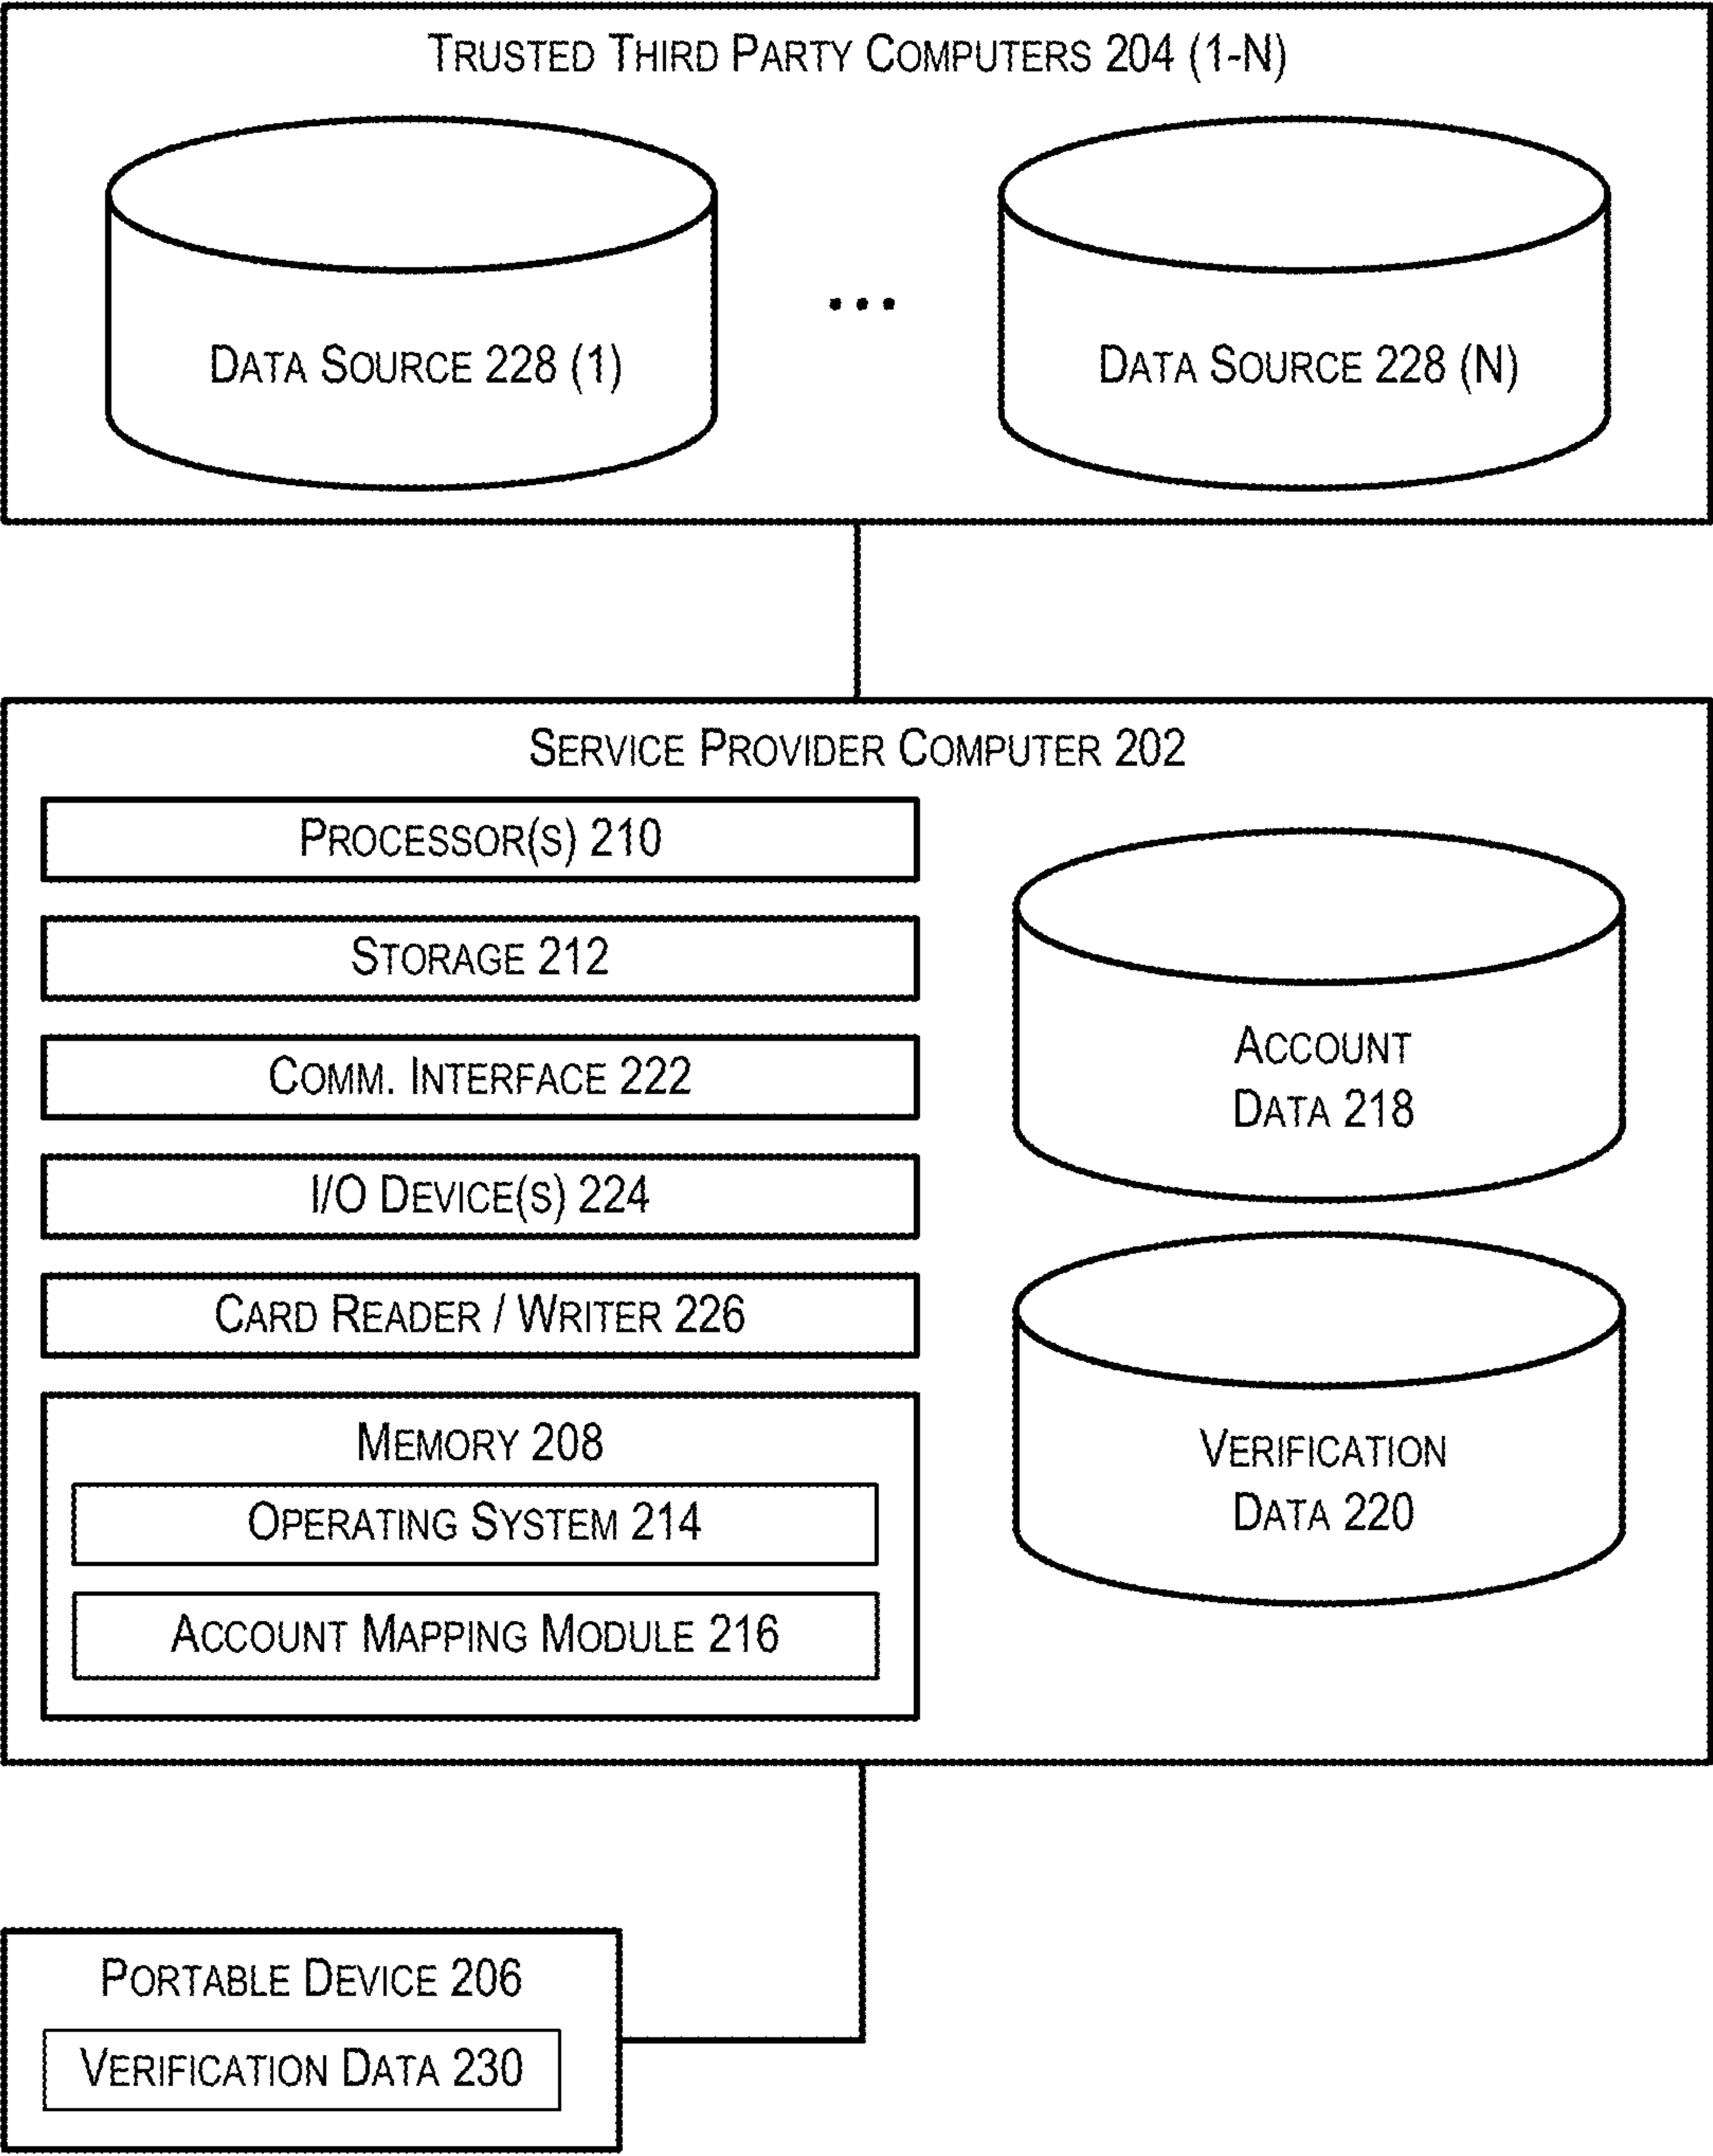 TRUSTED THIRD PARTY COMPUTERS 204 (1-N)
DATA SOURCE 228 (1)
...
DATA SOURCE 228 (N)
SERVICE PROVIDER COMPUTER 202
PROCESSOR(S) 210
STORAGE 212
COMM. INTERFACE 222
I/O DEVICE(S) 224
CARD READER / WRITER 226
MEMORY 208
OPERATING SYSTEM 214
ACCOUNT MAPPING MODULE 216
ACCOUNT
DATA 218
VERIFICATION
DATA 220
PORTABLE DEVICE 206
VERIFICATION DATA 230